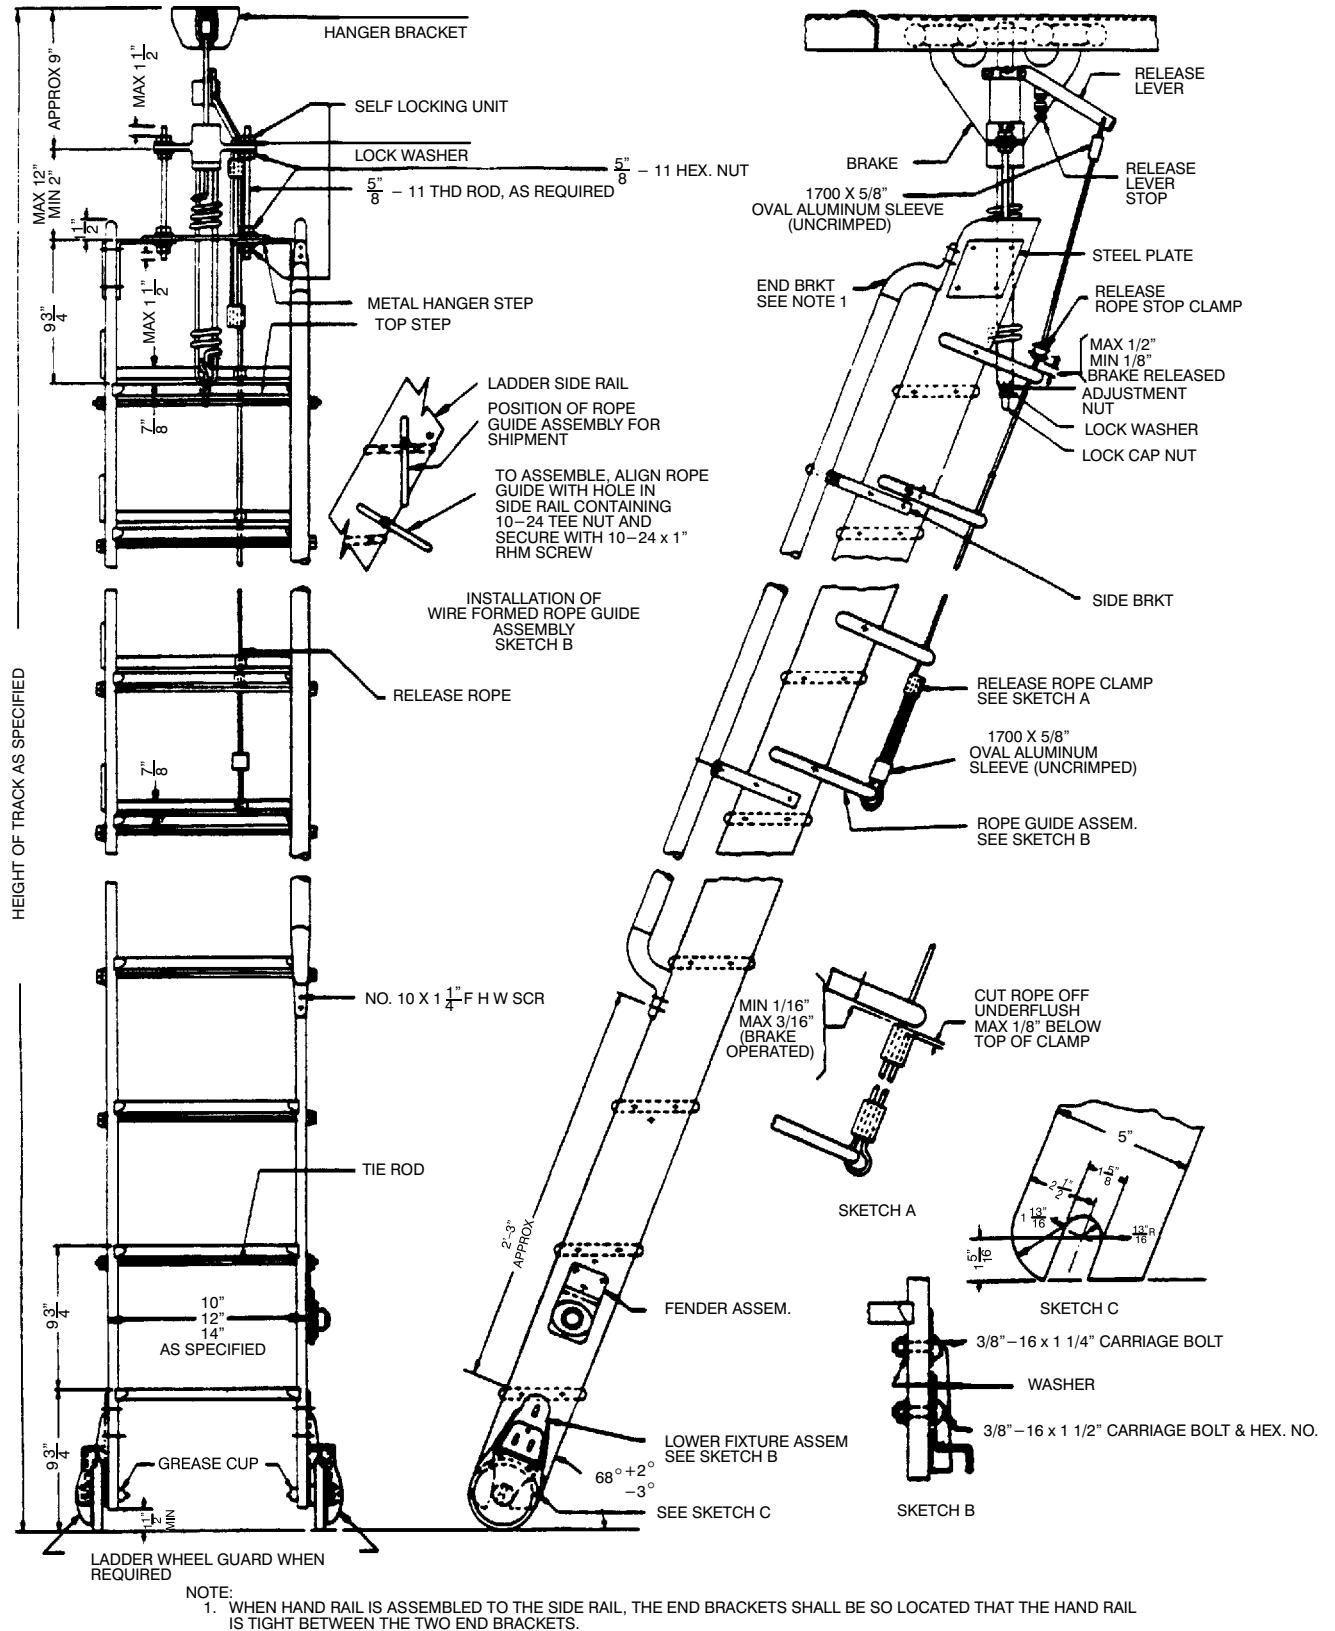 HANGER BRACKET
APPROX 9"
MAX 1 1/2"
SELF LOCKING UNIT
LOCK WASHER
5/8" – 11 HEX. NUT
5/8" – 11 THD ROD, AS REQUIRED
MAX 12"
MIN 2"
1 1/2"
METAL HANGER STEP
TOP STEP
9 3/4"
MAX 1 1/2"
7/8"
LADDER SIDE RAIL
POSITION OF ROPE
GUIDE ASSEMBLY FOR
SHIPMENT
TO ASSEMBLE, ALIGN ROPE
GUIDE WITH HOLE IN
SIDE RAIL CONTAINING
10–24 TEE NUT AND
SECURE WITH 10–24 x 1"
RHM SCREW
INSTALLATION OF
WIRE FORMED ROPE GUIDE
ASSEMBLY
SKETCH B
RELEASE ROPE
HEIGHT OF TRACK AS SPECIFIED
7/8"
NO. 10 X 1 1/4" F H W SCR
TIE ROD
9 3/4"
10"
12"
14"
AS SPECIFIED
9 3/4"
GREASE CUP
1 1/2"
MIN
LADDER WHEEL GUARD WHEN
REQUIRED
RELEASE
LEVER
BRAKE
RELEASE
LEVER
STOP
1700 X 5/8"
OVAL ALUMINUM SLEEVE
(UNCRIMPED)
STEEL PLATE
END BRKT
SEE NOTE 1
RELEASE
ROPE STOP CLAMP
MAX 1/2"
MIN 1/8"
BRAKE RELEASED
ADJUSTMENT
NUT
LOCK WASHER
LOCK CAP NUT
SIDE BRKT
RELEASE ROPE CLAMP
SEE SKETCH A
1700 X 5/8"
OVAL ALUMINUM
SLEEVE (UNCRIMPED)
ROPE GUIDE ASSEM.
SEE SKETCH B
MIN 1/16"
MAX 3/16"
(BRAKE
OPERATED)
CUT ROPE OFF
UNDERFLUSH
MAX 1/8" BELOW
TOP OF CLAMP
SKETCH A
2'-3"
APPROX
FENDER ASSEM.
LOWER FIXTURE ASSEM
SEE SKETCH B
68° +2°
–3°
SEE SKETCH C
5"
1 5/8"
2 1/2"
1 13/16"
13/16" R
1 5/16"
SKETCH C
3/8"–16 x 1 1/4" CARRIAGE BOLT
WASHER
3/8"–16 x 1 1/2" CARRIAGE BOLT & HEX. NO.
SKETCH B
NOTE:
1. WHEN HAND RAIL IS ASSEMBLED TO THE SIDE RAIL, THE END BRACKETS SHALL BE SO LOCATED THAT THE HAND RAIL
IS TIGHT BETWEEN THE TWO END BRACKETS.